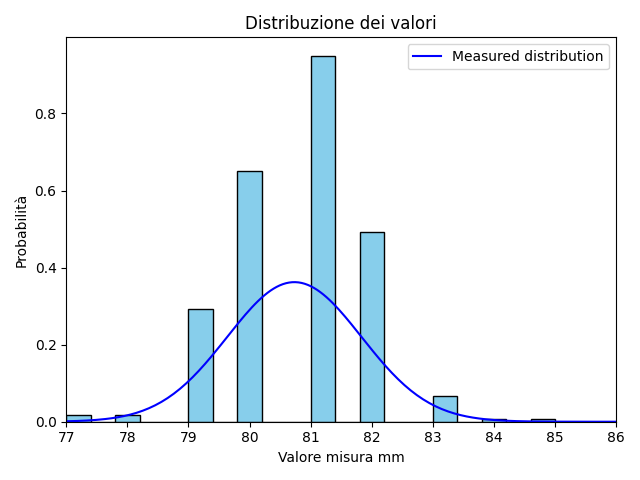 Distribuzione dei valori
Measured distribution
Probabilità
0.8
0.6
0.4
0.2
0.0
77 78 79 80 81 82 83 84 85 86
Valore misura mm